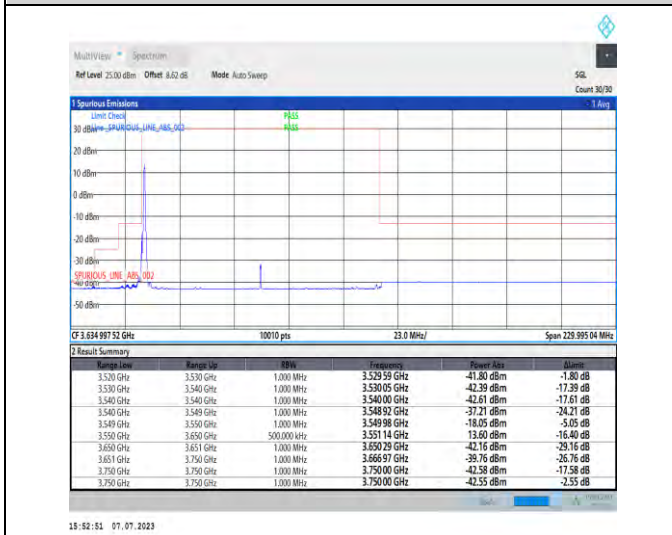 MultiView Spectrum
Ref Level 25.00 dBm Offset 8.62 dB Mode Auto Sweep SGL
Count 30/30
1 Spurious Emissions 1 Avg
Limit Check PASS
30 dBm Line _SPURIOUS_LINE_ABS_002 PASS
20 dBm
10 dBm
0 dBm
-10 dBm
-20 dBm
-30 dBm
SPURIOUS_LINE_ABS_002
-40 dBm
-50 dBm
CF 3.634 997 52 GHz 10010 pts 23.0 MHz/ Span 229.995 04 MHz
2 Result Summary
Range Low Range Up RBW Frequency Power Abs ΔLimit
3.520 GHz 3.530 GHz 1.000 MHz 3.529 59 GHz -41.80 dBm -1.80 dB
3.530 GHz 3.540 GHz 1.000 MHz 3.530 05 GHz -42.39 dBm -17.39 dB
3.540 GHz 3.540 GHz 1.000 MHz 3.540 00 GHz -42.61 dBm -17.61 dB
3.540 GHz 3.549 GHz 1.000 MHz 3.548 92 GHz -37.21 dBm -24.21 dB
3.549 GHz 3.550 GHz 1.000 MHz 3.549 98 GHz -18.05 dBm -5.05 dB
3.550 GHz 3.650 GHz 500.000 kHz 3.551 14 GHz 13.60 dBm -16.40 dB
3.650 GHz 3.651 GHz 1.000 MHz 3.650 29 GHz -42.16 dBm -29.16 dB
3.651 GHz 3.750 GHz 1.000 MHz 3.666 97 GHz -39.76 dBm -26.76 dB
3.750 GHz 3.750 GHz 1.000 MHz 3.750 00 GHz -42.58 dBm -17.58 dB
3.750 GHz 3.750 GHz 1.000 MHz 3.750 00 GHz -42.55 dBm -2.55 dB
15:52:51 07.07.2023